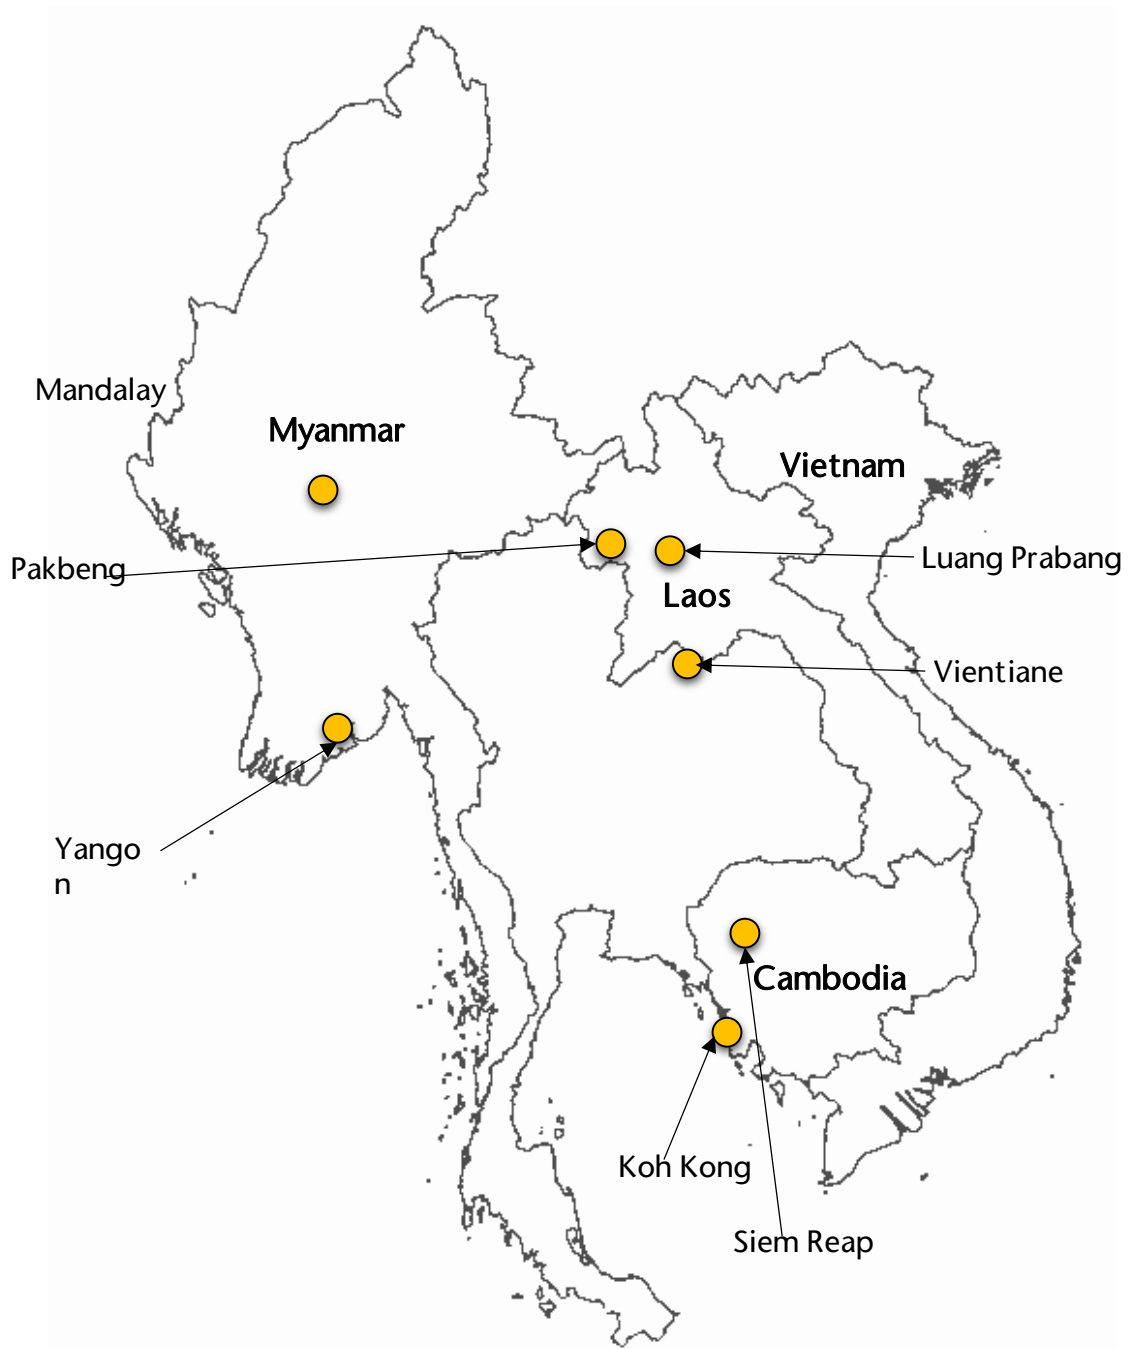 Mandalay
Myanmar
Vietnam
Pakbeng
Luang Prabang
Laos
Vientiane
Yango
n
Cambodia
Koh Kong
Siem Reap